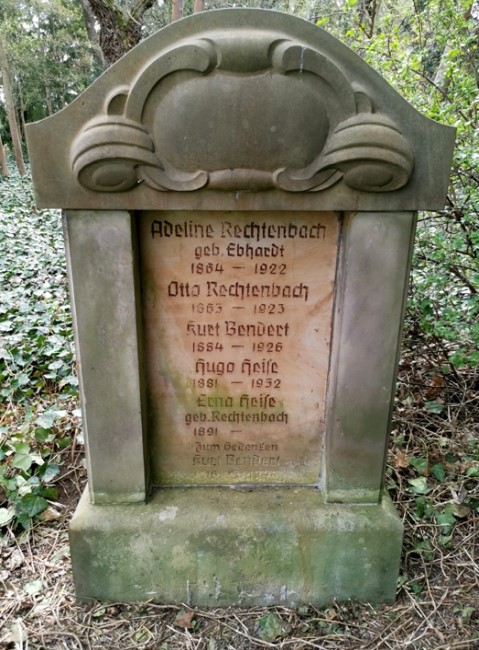 Adeline Rechtenbach
geb. Ebhardt
1864 – 1922
Otto Rechtenbach
1863 – 1923
Kurt Bendert
1884 – 1926
Hugo Heise
1881 – 1952
Erna Heise
geb. Rechtenbach
1891 –
Zum Gedenken
Kurt Bendert